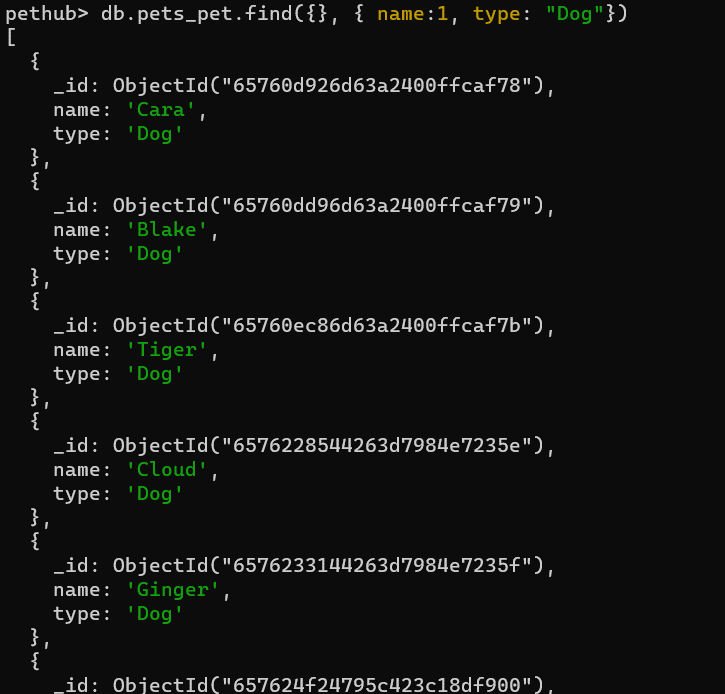 pethub> db.pets_pet.find({}, { name:1, type: "Dog"})
[
  {
    _id: ObjectId("65760d926d63a2400ffcaf78"),
    name: 'Cara',
    type: 'Dog'
  },
  {
    _id: ObjectId("65760dd96d63a2400ffcaf79"),
    name: 'Blake',
    type: 'Dog'
  },
  {
    _id: ObjectId("65760ec86d63a2400ffcaf7b"),
    name: 'Tiger',
    type: 'Dog'
  },
  {
    _id: ObjectId("6576228544263d7984e7235e"),
    name: 'Cloud',
    type: 'Dog'
  },
  {
    _id: ObjectId("6576233144263d7984e7235f"),
    name: 'Ginger',
    type: 'Dog'
  },
  {
    _id: ObjectId("657624f24795c423c18df900"),